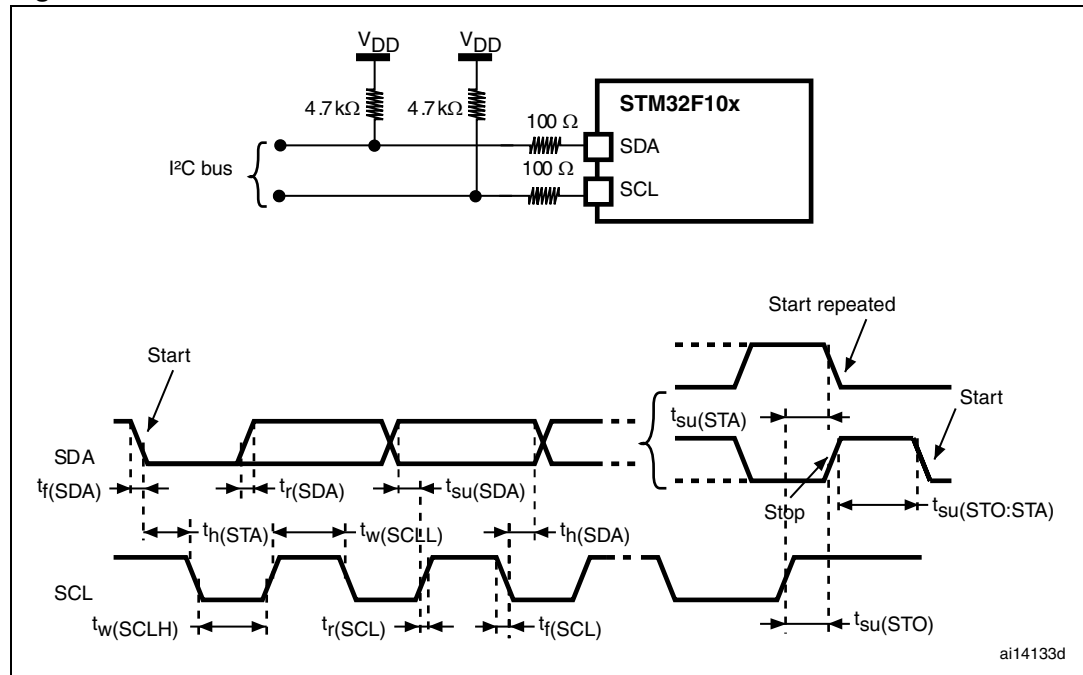 VDD VDD
STM32F10x
4.7kΩ 4.7kΩ
100 Ω
SDA
I²C bus
100 Ω
SCL
Start repeated
Start
Start
tsu(STA)
SDA
tf(SDA) tr(SDA) tsu(SDA)
Stop
tsu(STO:STA)
th(STA) tw(SCLL) th(SDA)
SCL
tw(SCLH) tr(SCL) tf(SCL) tsu(STO)
ai14133d